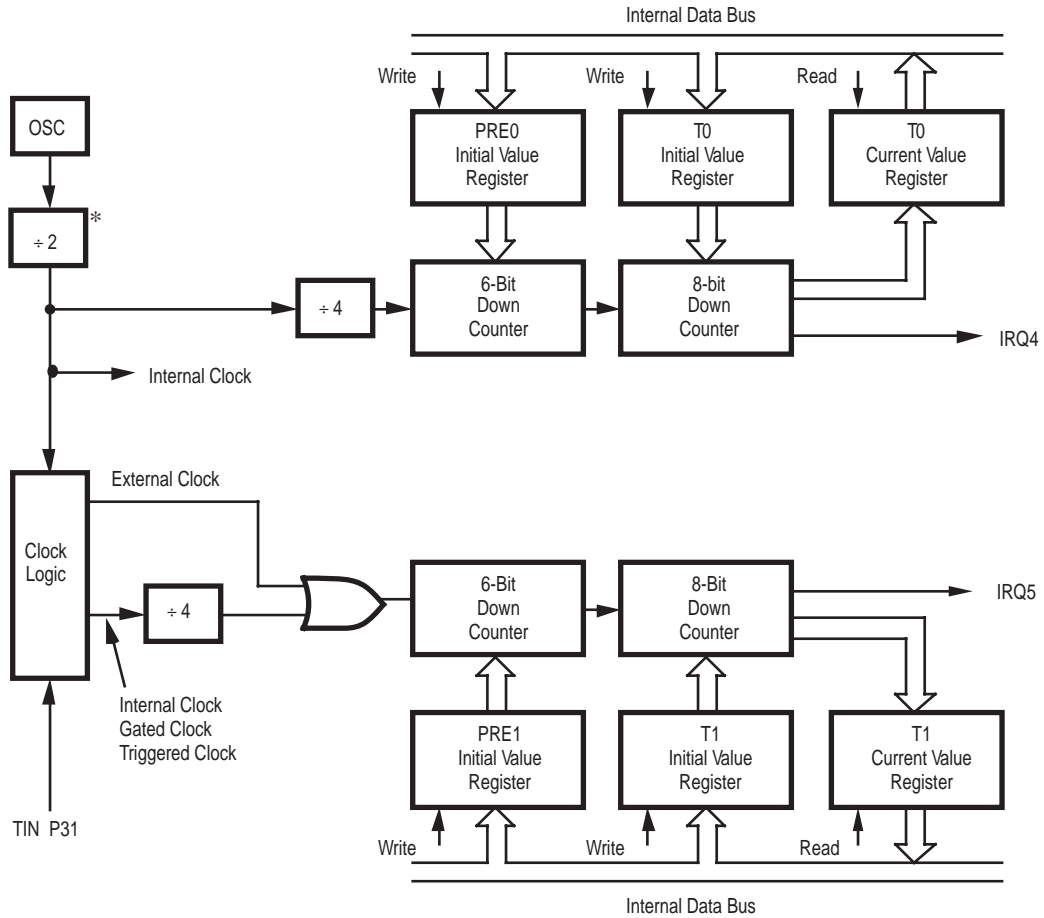 Internal Data Bus
Write
Write
Read
OSC
PRE0
Initial Value
Register
T0
Initial Value
Register
T0
Current Value
Register
÷ 2
*
÷ 4
6-Bit
Down
Counter
8-bit
Down
Counter
IRQ4
Internal Clock
External Clock
Clock
Logic
÷ 4
6-Bit
Down
Counter
8-Bit
Down
Counter
IRQ5
Internal Clock
Gated Clock
Triggered Clock
PRE1
Initial Value
Register
T1
Initial Value
Register
T1
Current Value
Register
TIN P31
Write
Write
Read
Internal Data Bus